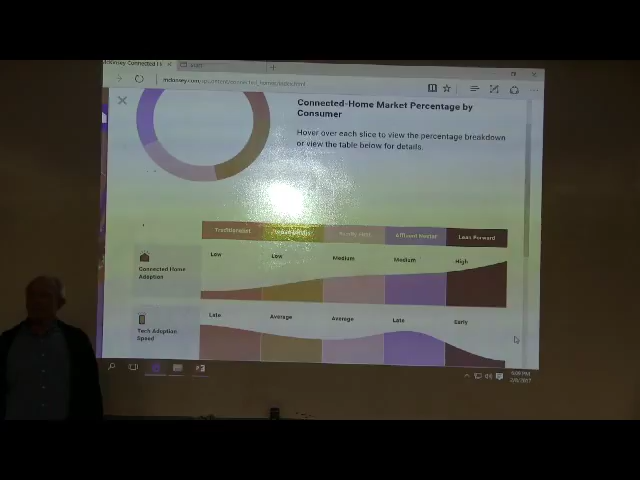 Connected-Home Market Percentage by
Consumer
Hover over each slice to view the percentage breakdown
or view the table below for details.
Traditionalist Affluent Nester Lean Forward
Connected Home
Adoption
Low Low Medium Medium High
Tech Adoption
Speed
Late Average Average Late Early